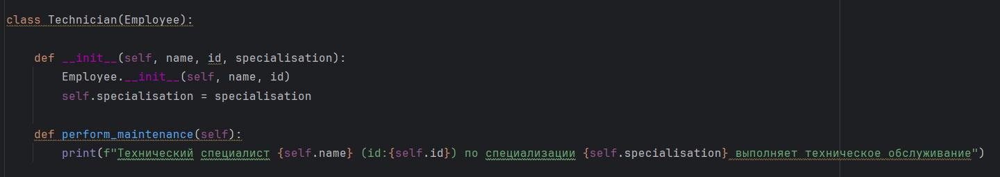 class Technician(Employee):
def __init__(self, name, id, specialisation):
Employee.__init__(self, name, id)
self.specialisation = specialisation
def perform_maintenance(self):
print(f"Технический специалист {self.name} (id:{self.id}) по специализации {self.specialisation} выполняет техническое обслуживание")